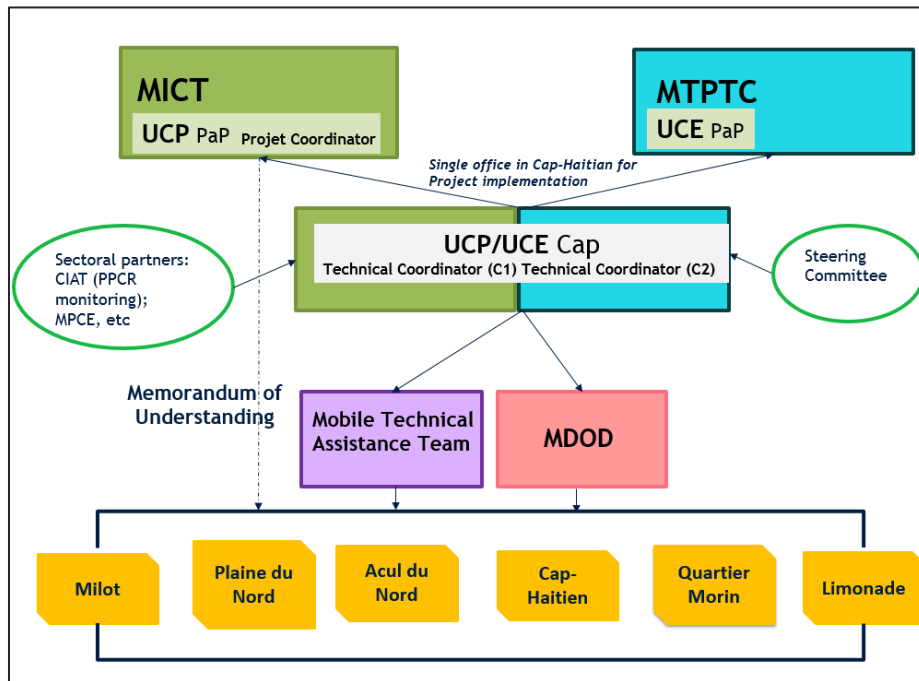 MICT
UCP PaP Projet Coordinator
MTPTC
UCE PaP
Single office in Cap-Haitian for
Project implementation
UCP/UCE Cap
Technical Coordinator (C1) Technical Coordinator (C2)
Sectoral partners:
CIAT (PPCR
monitoring);
MPCE, etc
Steering
Committee
Memorandum of
Understanding
Mobile Technical
Assistance Team
MDOD
Milot
Plaine du
Nord
Acul du
Nord
Cap-
Haitien
Quartier
Morin
Limonade